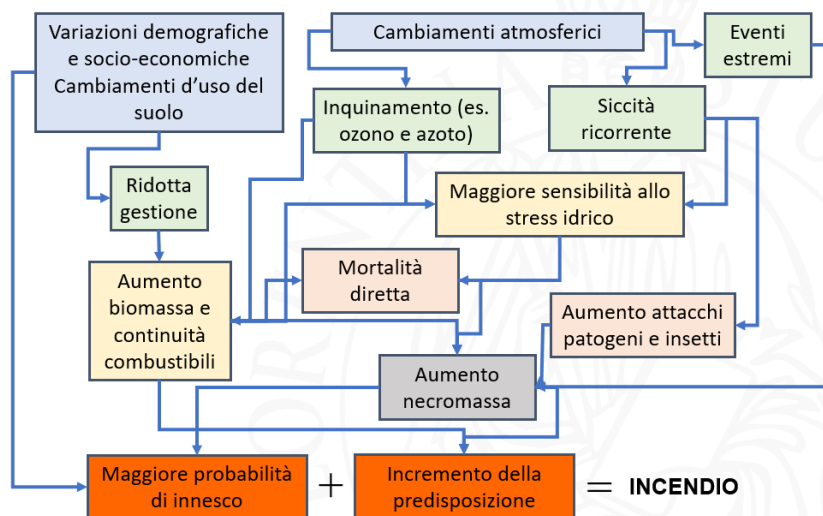 Variazioni demografiche
e socio-economiche
Cambiamenti d'uso del
suolo
Cambiamenti atmosferici
Eventi
estremi
Inquinamento (es.
ozono e azoto)
Siccità
ricorrente
Ridotta
gestione
Maggiore sensibilità allo
stress idrico
Aumento
biomassa e
continuità
combustibili
Mortalità
diretta
Aumento attacchi
patogeni e insetti
Aumento
necromassa
Maggiore probabilità
di innesco
+
Incremento della
predisposizione
= INCENDIO